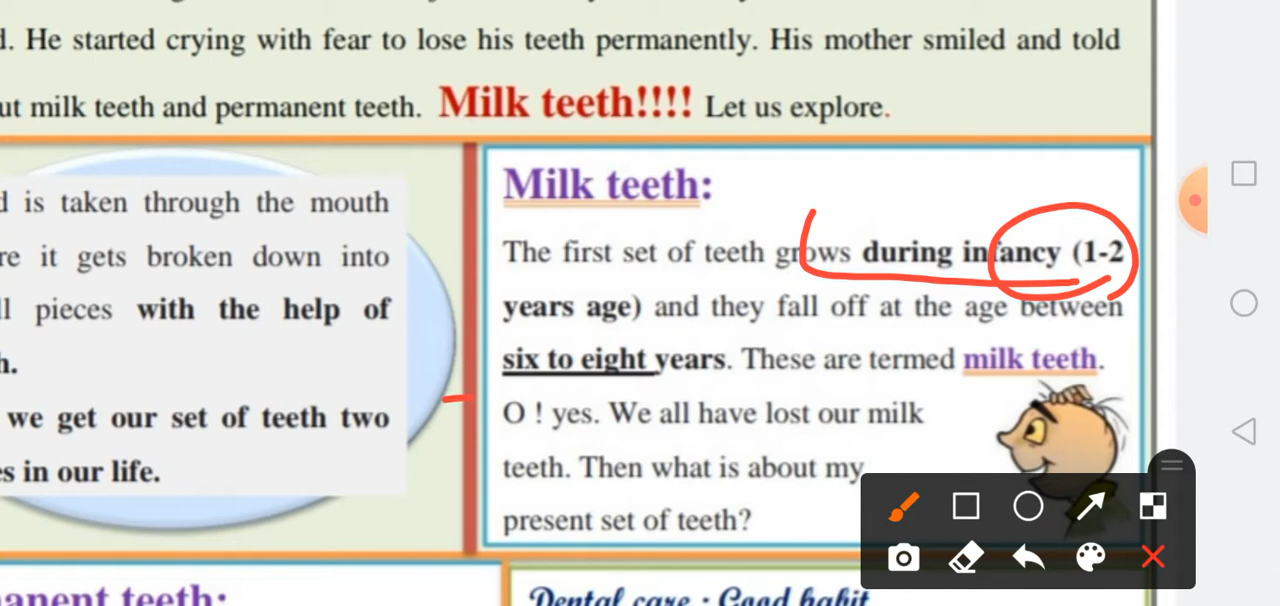 d. He started crying with fear to lose his teeth permanently. His mother smiled and told
ut milk teeth and permanent teeth. Milk teeth!!!! Let us explore.
d is taken through the mouth
re it gets broken down into
ll pieces with the help of
h.
we get our set of teeth two
es in our life.
Milk teeth:
The first set of teeth grows during infancy (1-2
years age) and they fall off at the age between
six to eight years. These are termed milk teeth.
O ! yes. We all have lost our milk
teeth. Then what is about my
present set of teeth?
anent teeth:
Dental care : Good habit